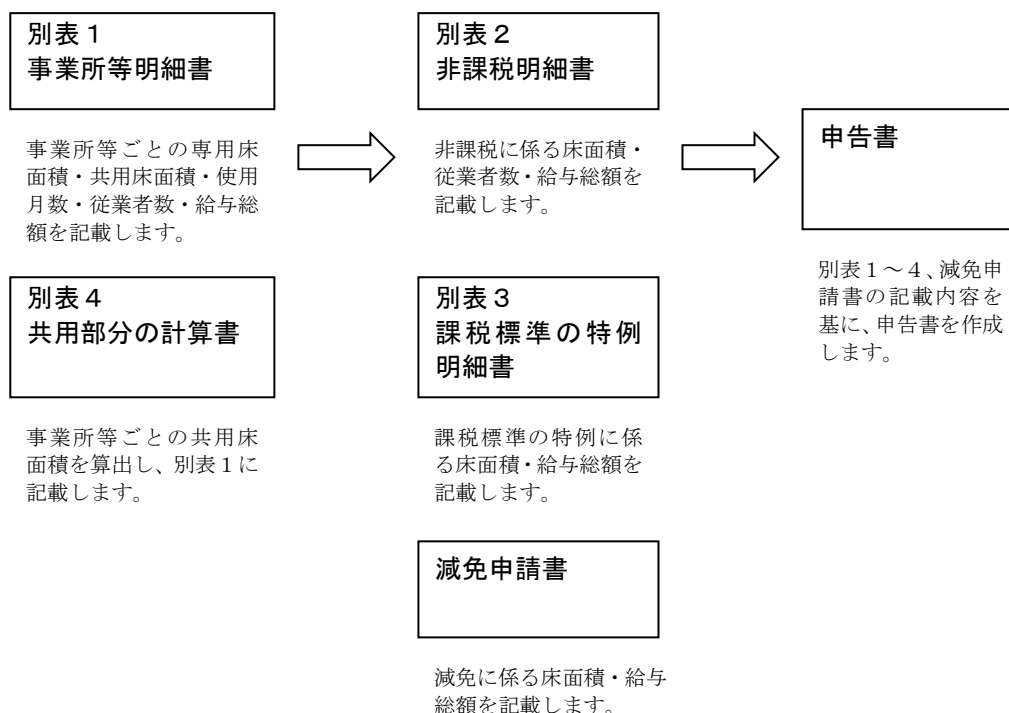 別表１
事業所等明細書
事業所等ごとの専用床
面積・共用床面積・使用
月数・従業者数・給与総
額を記載します。
別表４
共用部分の計算書
事業所等ごとの共用床
面積を算出し、別表１に
記載します。
別表２
非課税明細書
非課税に係る床面積・
従業者数・給与総額を
記載します。
別表３
課税標準の特例
明細書
課税標準の特例に係
る床面積・給与総額を
記載します。
減免申請書
減免に係る床面積・給与
総額を記載します。
申告書
別表１～４、減免申
請書の記載内容を
基に、申告書を作成
します。